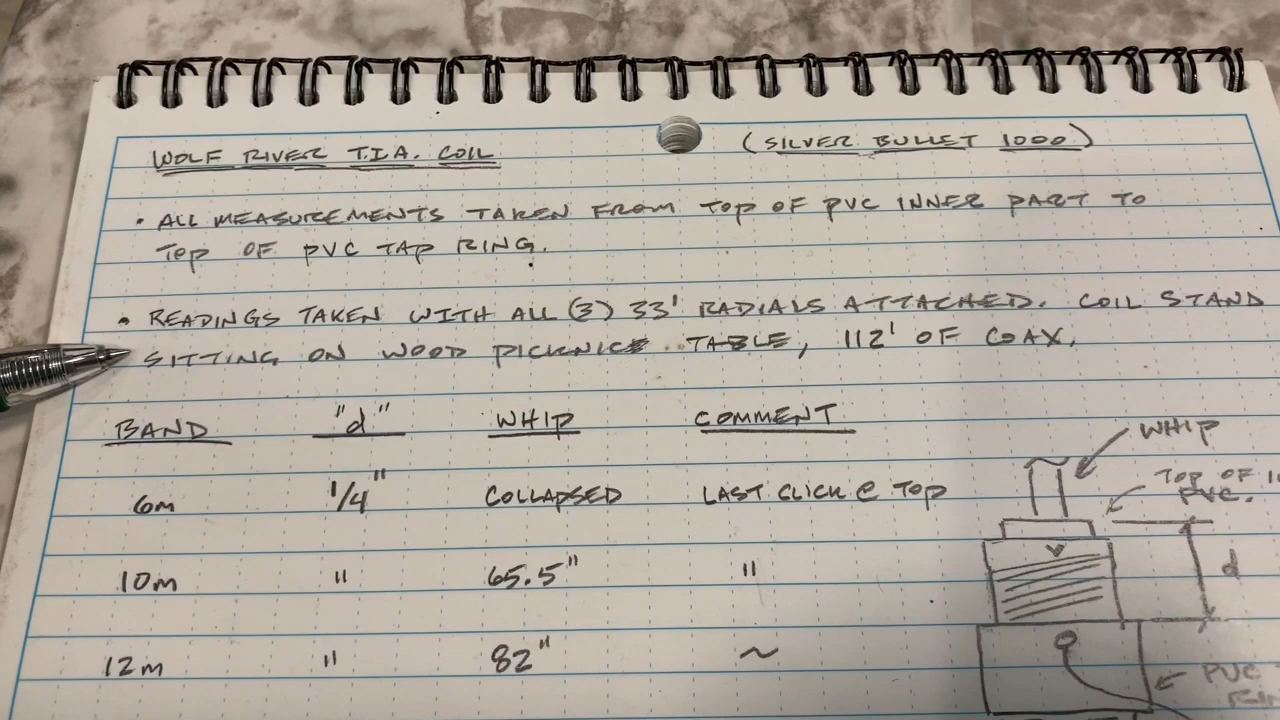 WOLF RIVER T.I.A. COIL (SILVER BULLET 1000)
• ALL MEASUREMENTS TAKEN FROM TOP OF PVC INNER PART TO
TOP OF PVC TAP RING.
• READINGS TAKEN WITH ALL (3) 33' RADIALS ATTACHED. COIL STAND
SITTING ON WOOD PICKNICK TABLE, 112' OF COAX.
BAND "d" WHIP COMMENT
6m 1/4" COLLAPSED LAST CLICK @ TOP
10m " 65.5" "
12m " 82" ~
WHIP
TOP OF
PVC.
d
PVC